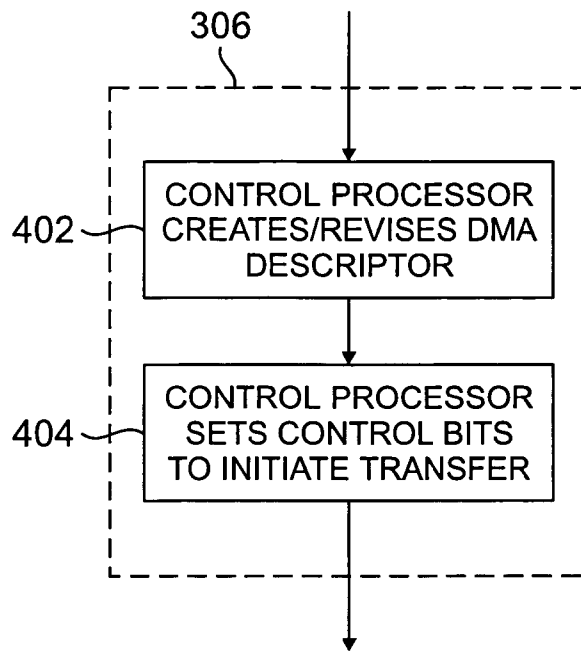 306
402
CONTROL PROCESSOR
CREATES/REVISES DMA
DESCRIPTOR
404
CONTROL PROCESSOR
SETS CONTROL BITS
TO INITIATE TRANSFER